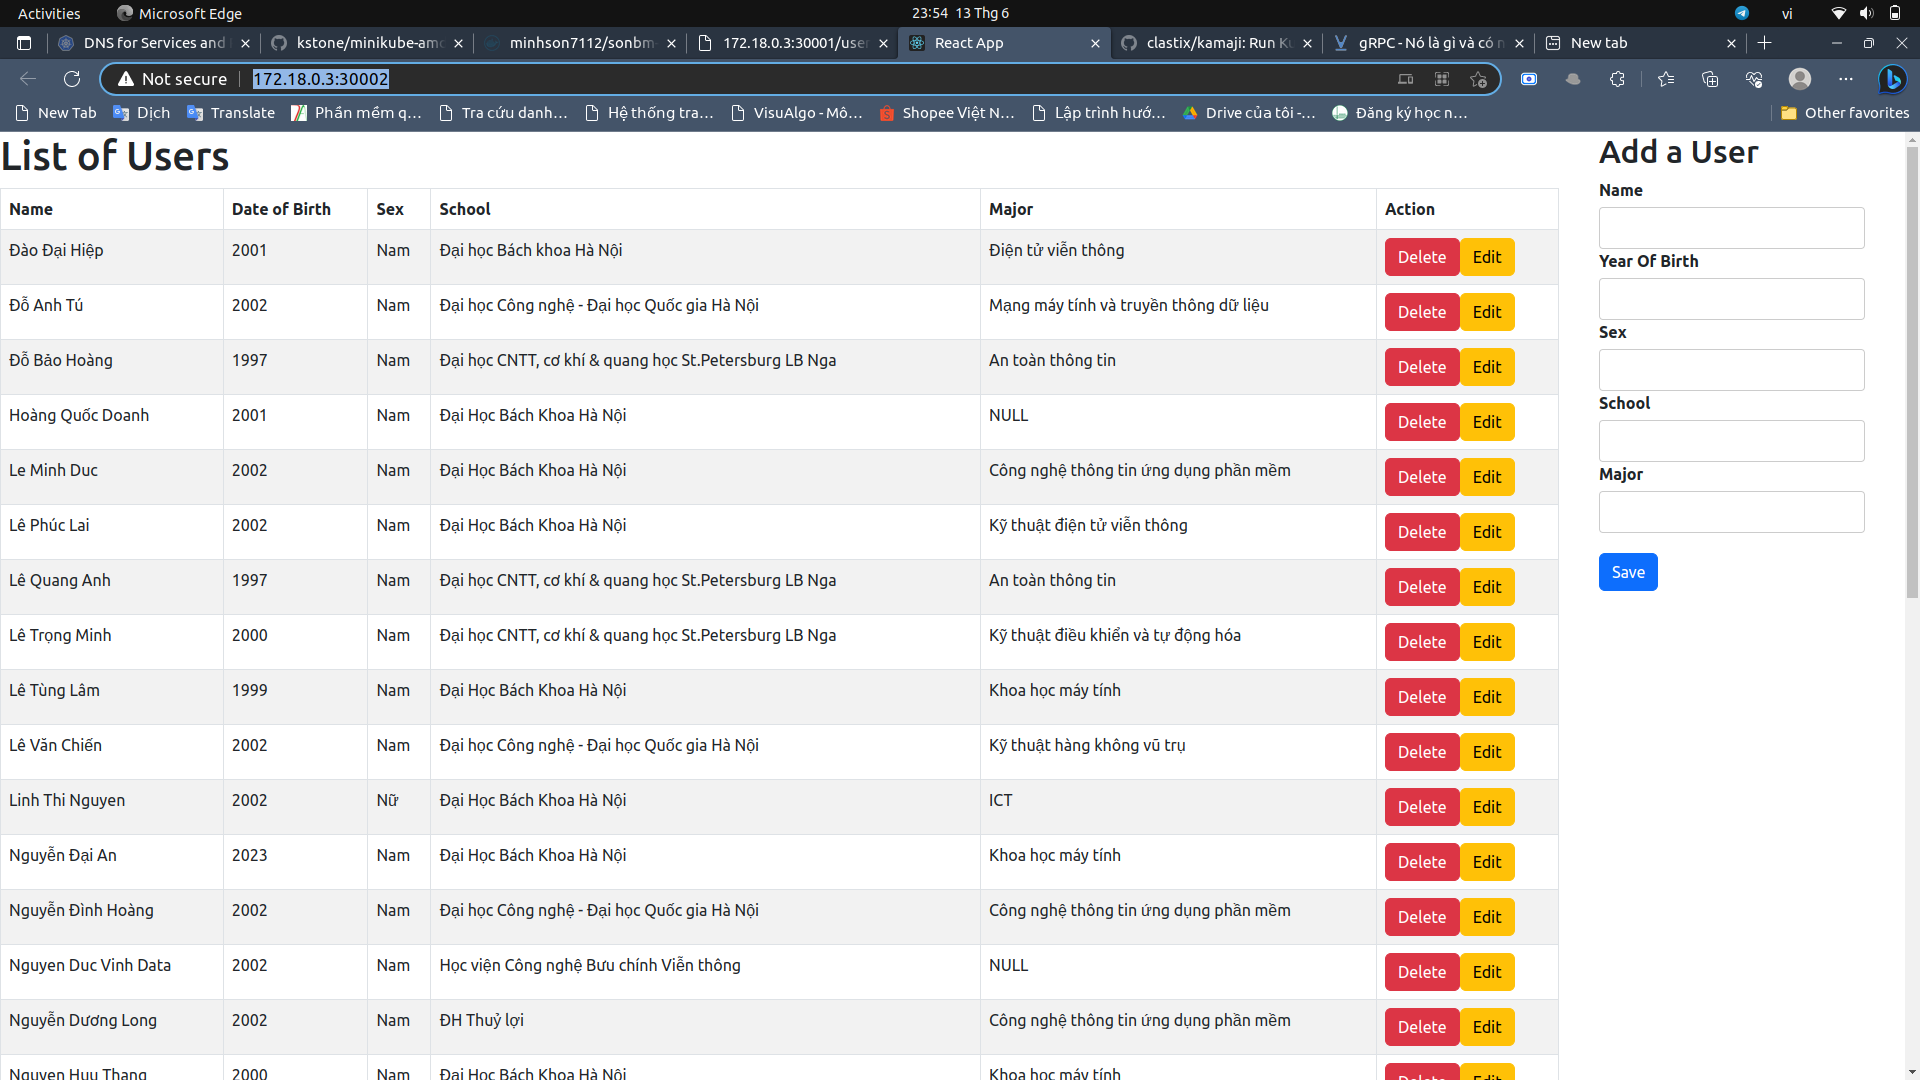 Activities Microsoft Edge 23:54 13 Thg 6 vi
DNS for Services and kstone/minikube-amc minhson7112/sonbm- 172.18.0.3:30001/user React App clastix/kamaji: Run Ku gRPC - Nó là gì và có n New tab
Not secure 172.18.0.3:30002
New Tab Dịch Translate Phần mềm q... Tra cứu danh... Hệ thống tra... VisuAlgo - Mô... Shopee Việt N... Lập trình hướ... Drive của tôi -... Đăng ký học n... Other favorites
List of Users
Name Date of Birth Sex School Major Action
Đào Đại Hiệp 2001 Nam Đại học Bách khoa Hà Nội Điện tử viễn thông Delete Edit
Đỗ Anh Tú 2002 Nam Đại học Công nghệ - Đại học Quốc gia Hà Nội Mạng máy tính và truyền thông dữ liệu Delete Edit
Đỗ Bảo Hoàng 1997 Nam Đại học CNTT, cơ khí & quang học St.Petersburg LB Nga An toàn thông tin Delete Edit
Hoàng Quốc Doanh 2001 Nam Đại Học Bách Khoa Hà Nội NULL Delete Edit
Le Minh Duc 2002 Nam Đại Học Bách Khoa Hà Nội Công nghệ thông tin ứng dụng phần mềm Delete Edit
Lê Phúc Lai 2002 Nam Đại Học Bách Khoa Hà Nội Kỹ thuật điện tử viễn thông Delete Edit
Lê Quang Anh 1997 Nam Đại học CNTT, cơ khí & quang học St.Petersburg LB Nga An toàn thông tin Delete Edit
Lê Trọng Minh 2000 Nam Đại học CNTT, cơ khí & quang học St.Petersburg LB Nga Kỹ thuật điều khiển và tự động hóa Delete Edit
Lê Tùng Lâm 1999 Nam Đại Học Bách Khoa Hà Nội Khoa học máy tính Delete Edit
Lê Văn Chiến 2002 Nam Đại học Công nghệ - Đại học Quốc gia Hà Nội Kỹ thuật hàng không vũ trụ Delete Edit
Linh Thi Nguyen 2002 Nữ Đại Học Bách Khoa Hà Nội ICT Delete Edit
Nguyễn Đại An 2023 Nam Đại Học Bách Khoa Hà Nội Khoa học máy tính Delete Edit
Nguyễn Đình Hoàng 2002 Nam Đại học Công nghệ - Đại học Quốc gia Hà Nội Công nghệ thông tin ứng dụng phần mềm Delete Edit
Nguyen Duc Vinh Data 2002 Nam Học viện Công nghệ Bưu chính Viễn thông NULL Delete Edit
Nguyễn Dương Long 2002 Nam ĐH Thuỷ lợi Công nghệ thông tin ứng dụng phần mềm Delete Edit
Nguyen Huu Thang 2000 Nam Đại Học Bách Khoa Hà Nội Khoa học máy tính Delete Edit
Add a User
Name
Year Of Birth
Sex
School
Major
Save